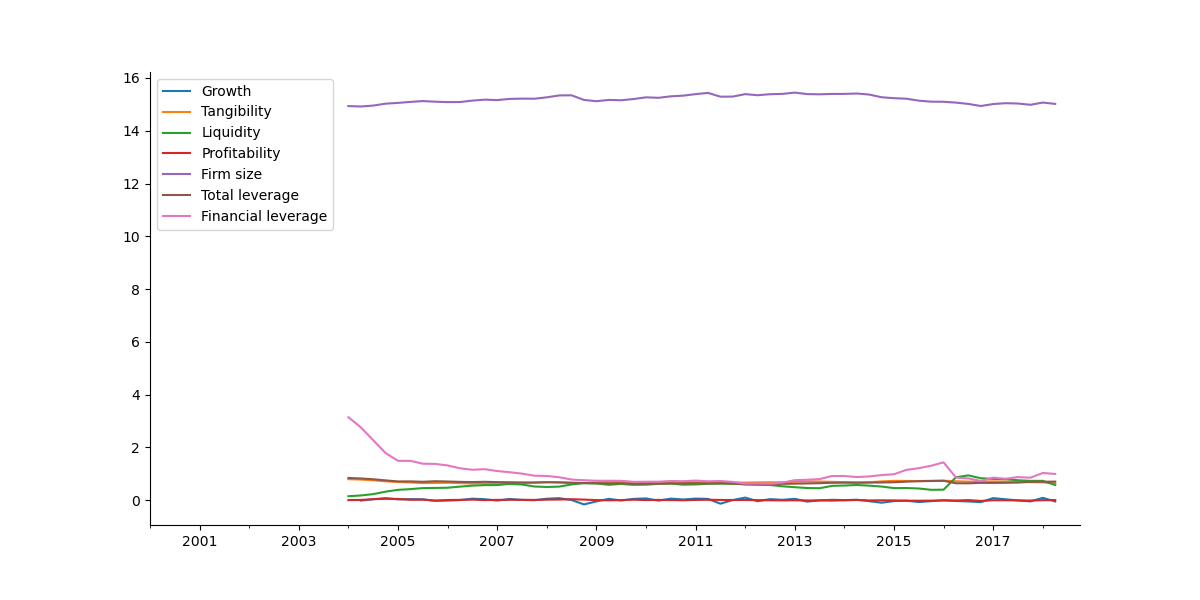 16
14
12
10
8
6
4
2
0
Growth
Tangibility
Liquidity
Profitability
Firm size
Total leverage
Financial leverage
2001 2003 2005 2007 2009 2011 2013 2015 2017